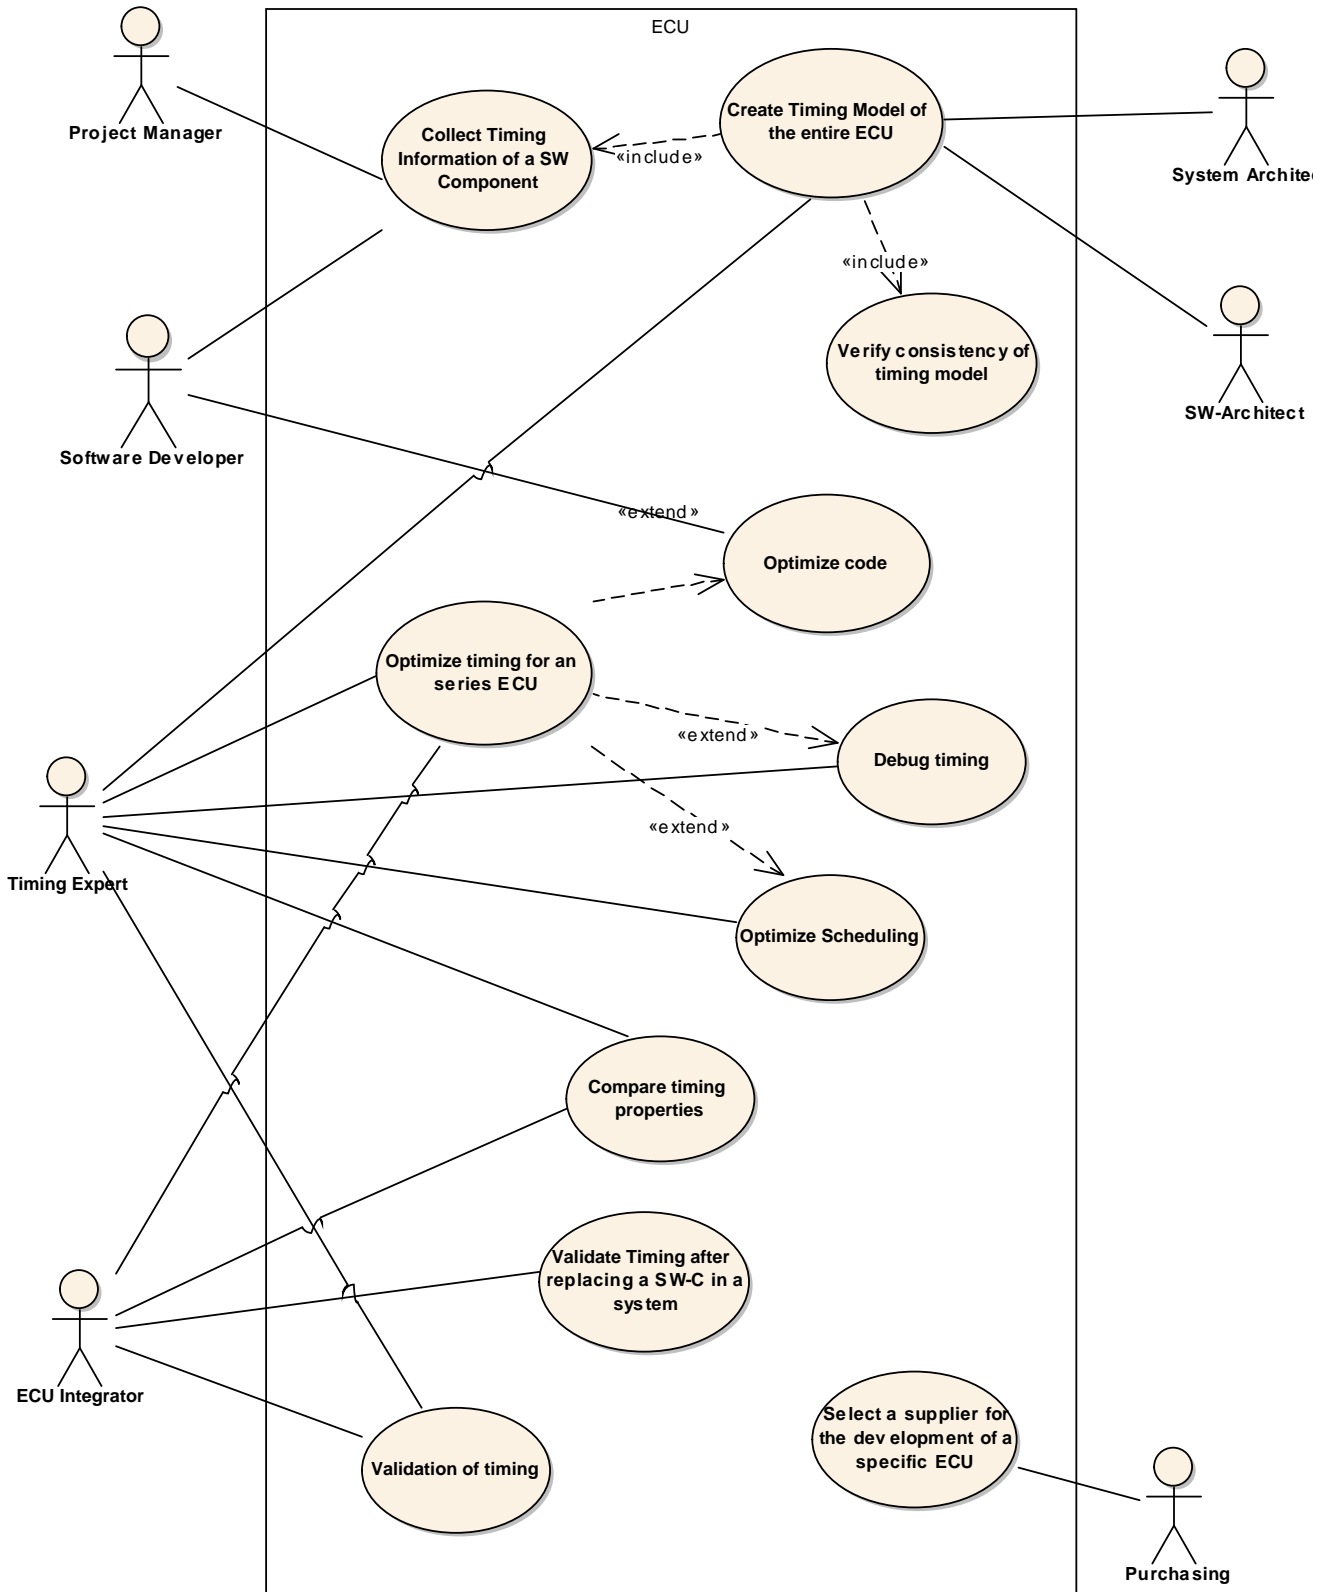 ECU
Project Manager
Collect Timing
Information of a SW
Component
«include»
Create Timing Model of
the entire ECU
System Archite
«include»
Verify consistency of
timing model
SW-Architect
Software Developer
«extend»
Optimize code
Optimize timing for an
series ECU
«extend»
Debug timing
«extend»
Timing Expert
Optimize Scheduling
Compare timing
properties
Validate Timing after
replacing a SW-C in a
system
ECU Integrator
Validation of timing
Select a supplier for
the development of a
specific ECU
Purchasing